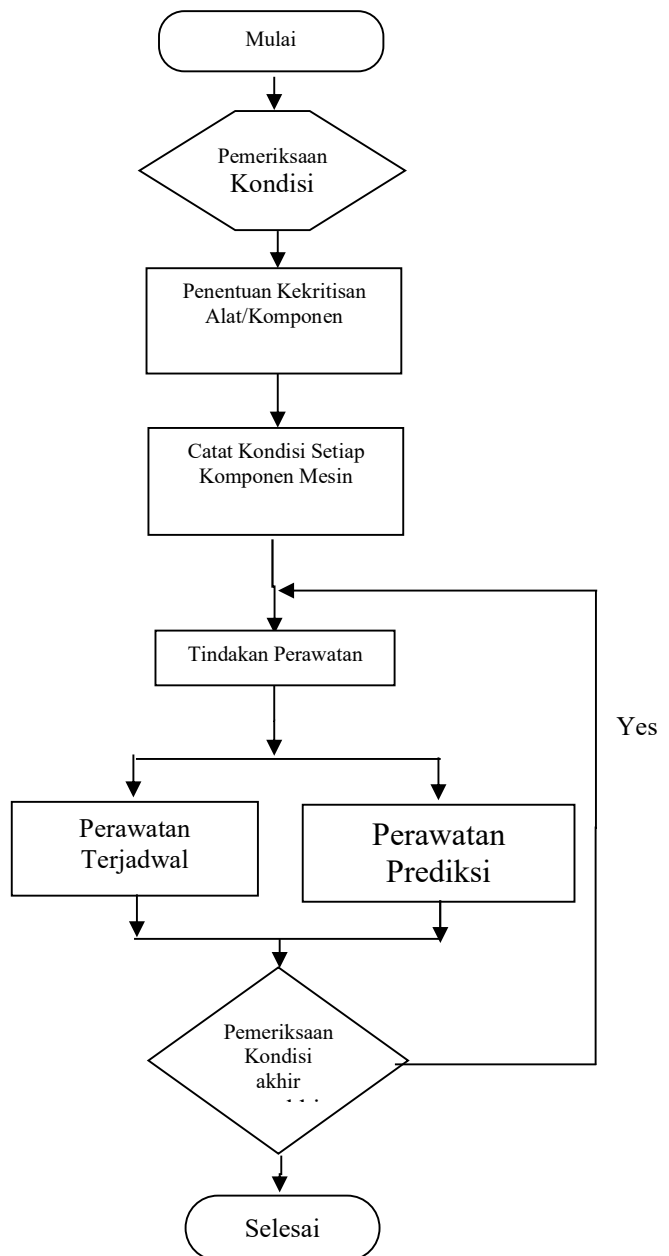 Mulai
Pemeriksaan
Kondisi
Penentuan Kekritisan
Alat/Komponen
Catat Kondisi Setiap
Komponen Mesin
Tindakan Perawatan
Yes
Perawatan
Terjadwal
Perawatan
Prediksi
Pemeriksaan
Kondisi
akhir
Selesai